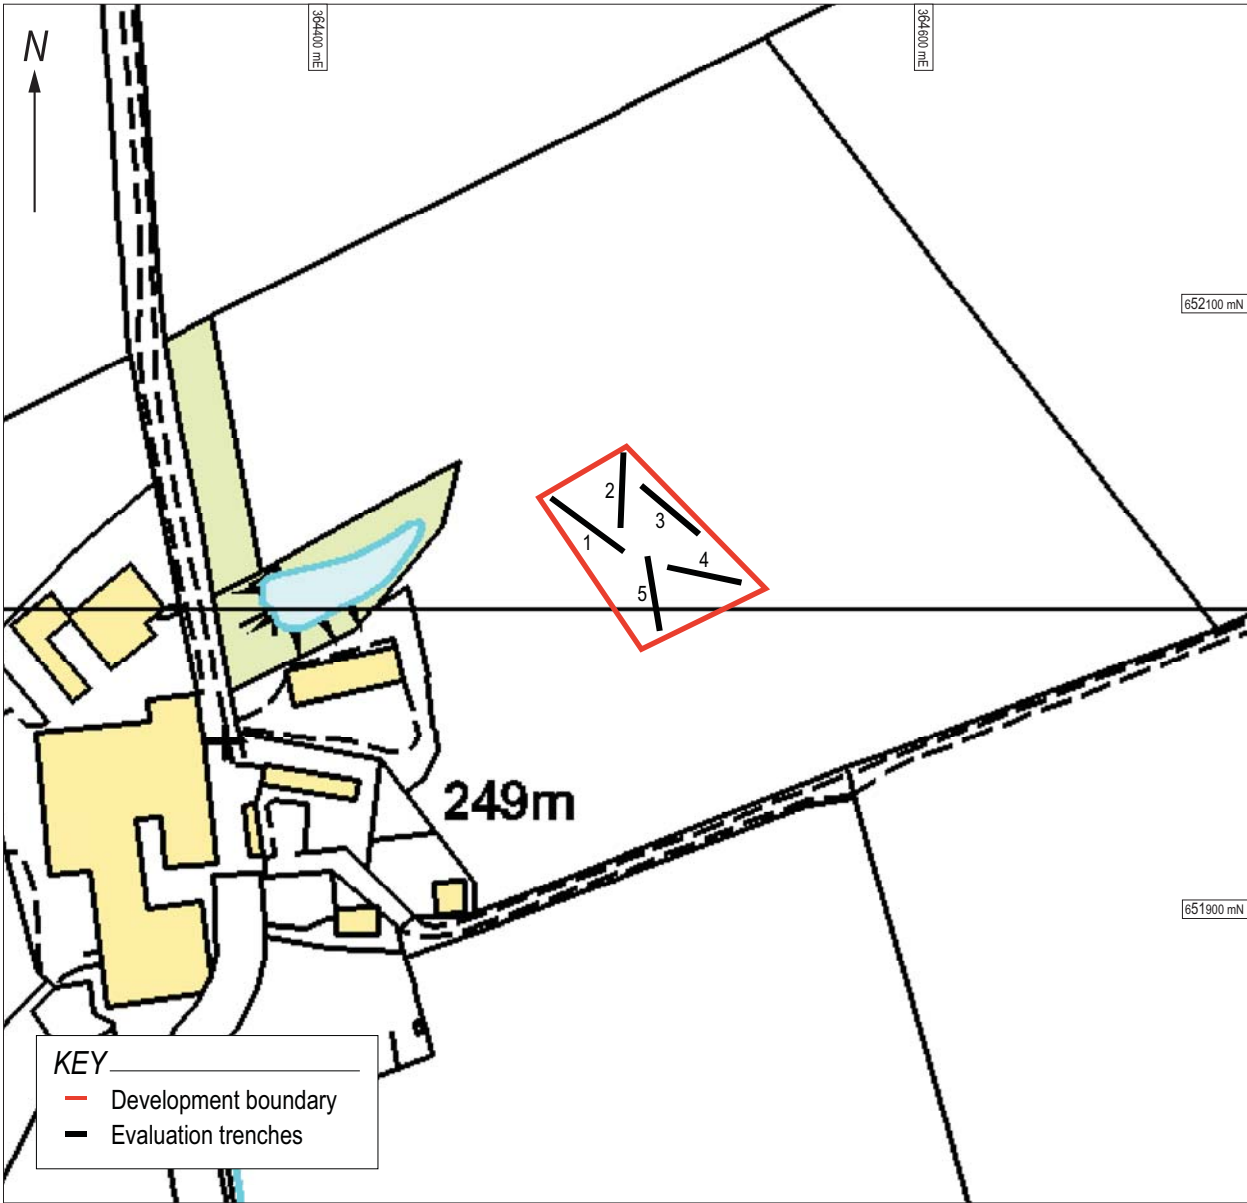 N
364400 mE
364600 mE
652100 mN
2
3
1
4
5
249m
651900 mN
KEY
Development boundary
Evaluation trenches